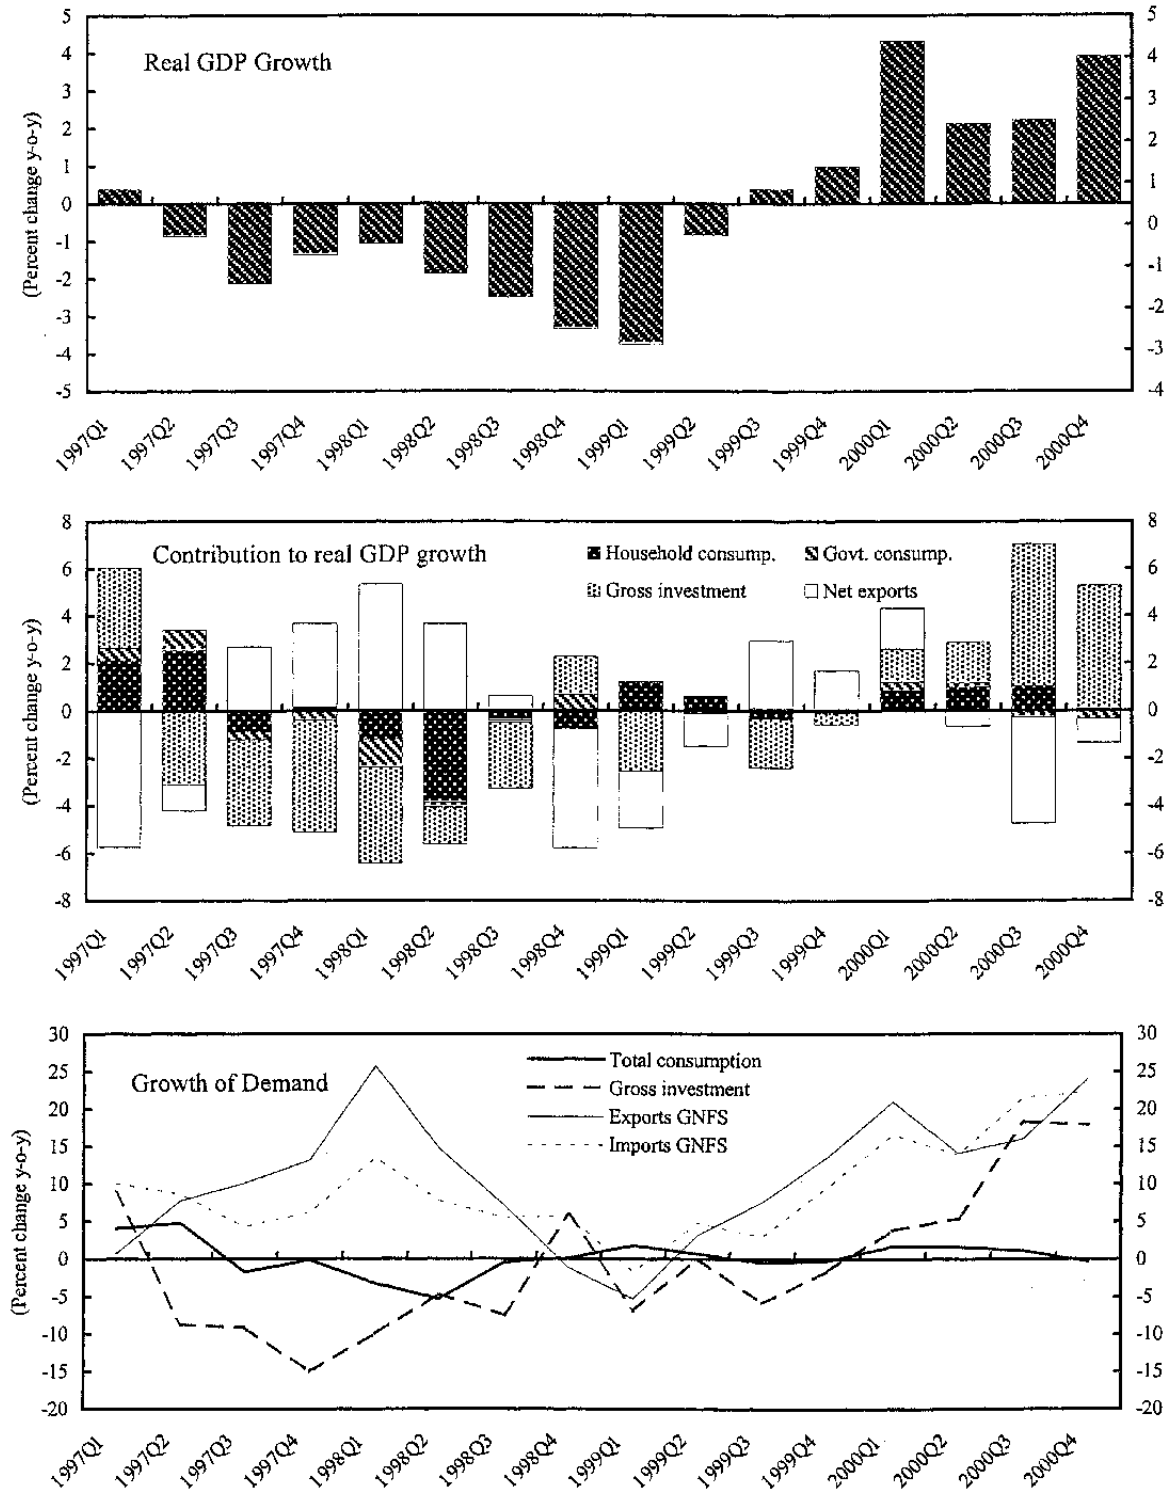 Real GDP Growth
(Percent change y-o-y)
5
4
3
2
1
0
-1
-2
-3
-4
-5
5
4
3
2
1
0
-1
-2
-3
-4
1997Q1
1997Q2
1997Q3
1997Q4
1998Q1
1998Q2
1998Q3
1998Q4
1999Q1
1999Q2
1999Q3
1999Q4
2000Q1
2000Q2
2000Q3
2000Q4
Contribution to real GDP growth
Household consump.
Govt. consump.
Gross investment
Net exports
(Percent change y-o-y)
8
6
4
2
0
-2
-4
-6
-8
8
6
4
2
0
-2
-4
-6
-8
1997Q1
1997Q2
1997Q3
1997Q4
1998Q1
1998Q2
1998Q3
1998Q4
1999Q1
1999Q2
1999Q3
1999Q4
2000Q1
2000Q2
2000Q3
2000Q4
Growth of Demand
Total consumption
Gross investment
Exports GNFS
Imports GNFS
(Percent change y-o-y)
30
25
20
15
10
5
0
-5
-10
-15
-20
30
25
20
15
10
5
0
-5
-10
-15
-20
1997Q1
1997Q2
1997Q3
1997Q4
1998Q1
1998Q2
1998Q3
1998Q4
1999Q1
1999Q2
1999Q3
1999Q4
2000Q1
2000Q2
2000Q3
2000Q4